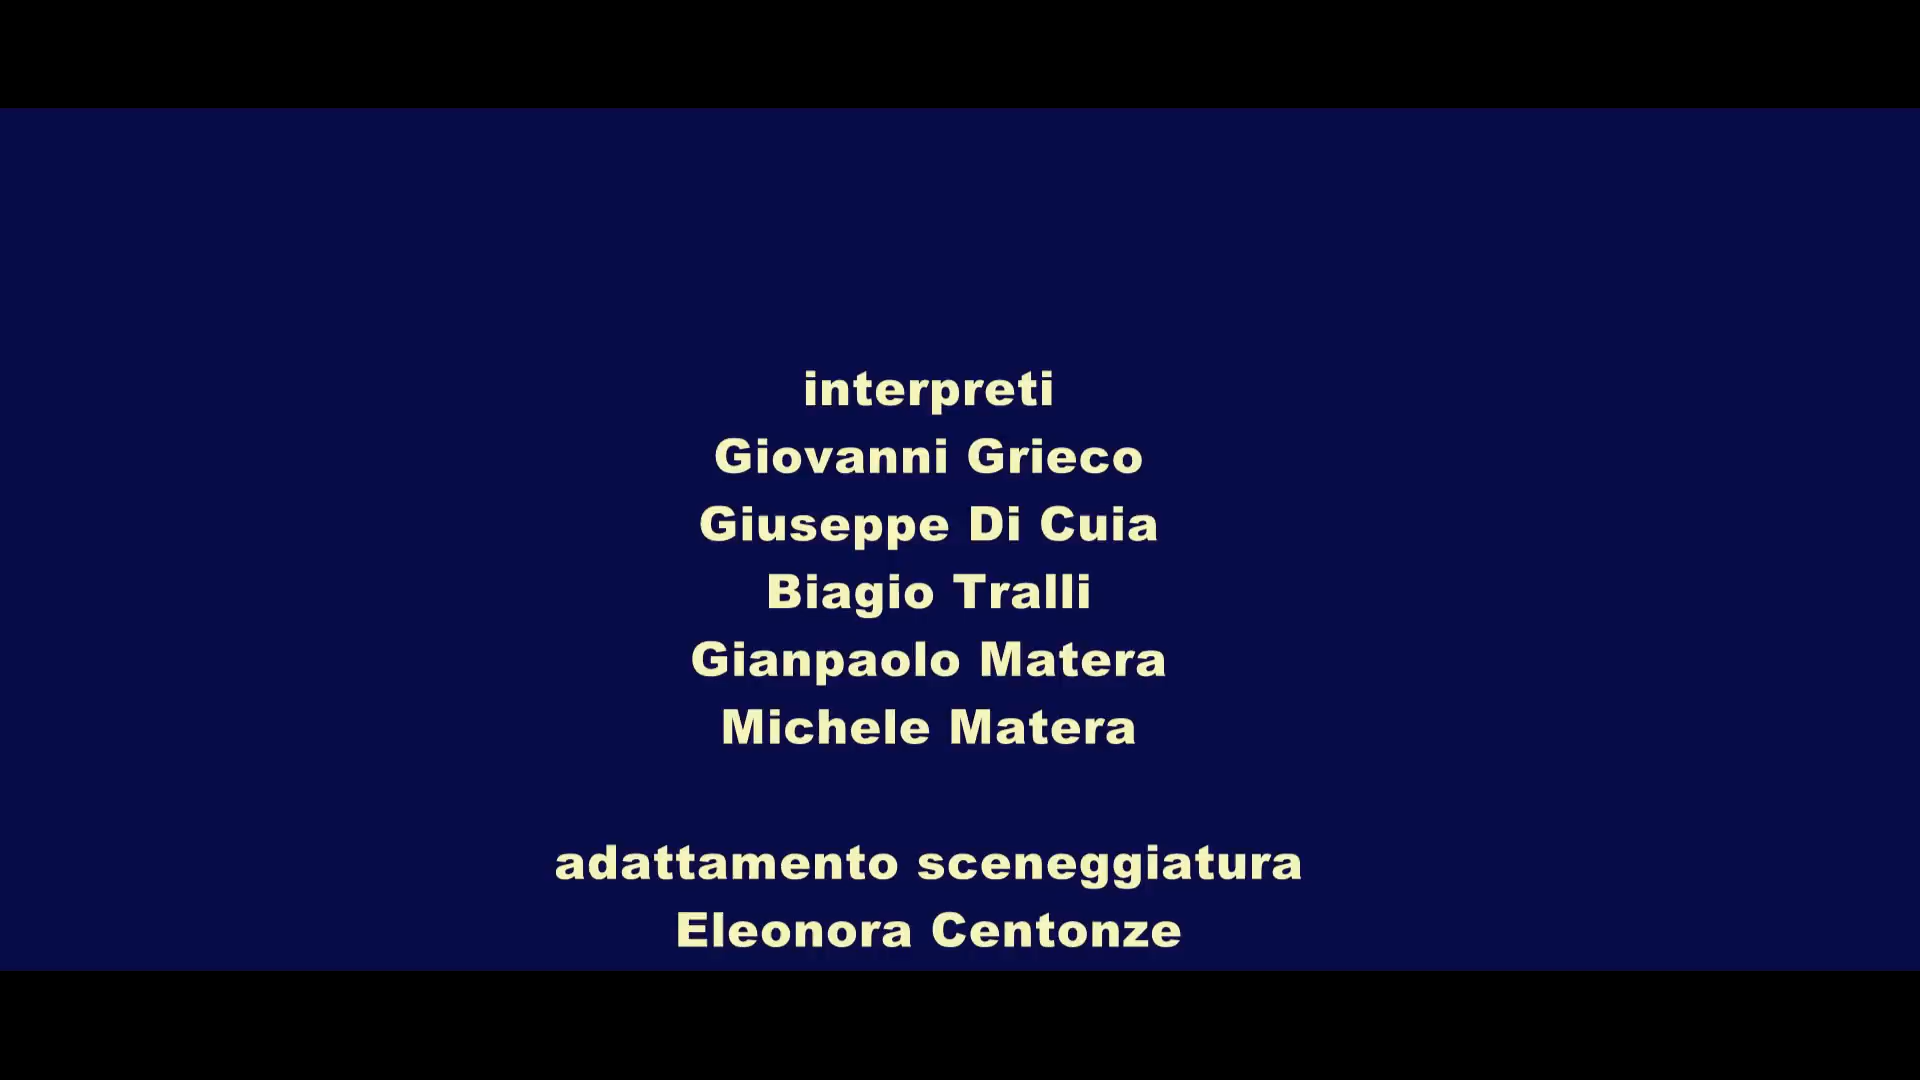 interpreti
Giovanni Grieco
Giuseppe Di Cuia
Biagio Tralli
Gianpaolo Matera
Michele Matera
adattamento sceneggiatura
Eleonora Centonze